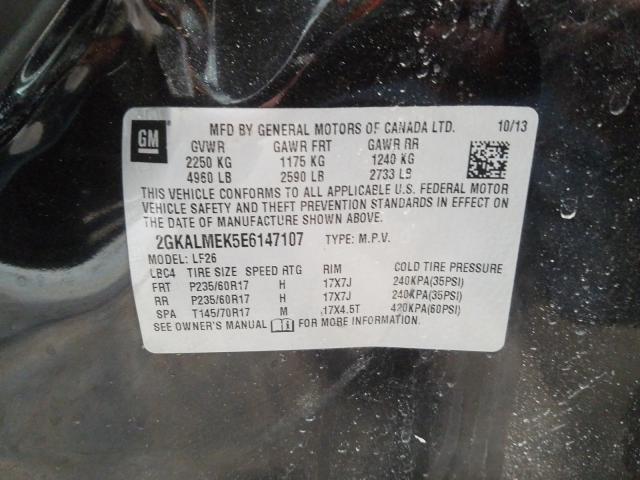 GM
MFD BY GENERAL MOTORS OF CANADA LTD. 10/13
GVWR GAWR FRT GAWR RR
2250 KG 1175 KG 1240 KG
4960 LB 2590 LB 2733 LB
THIS VEHICLE CONFORMS TO ALL APPLICABLE U.S. FEDERAL MOTOR
VEHICLE SAFETY AND THEFT PREVENTION STANDARDS IN EFFECT ON
THE DATE OF MANUFACTURE SHOWN ABOVE.
2GKALMEK5E6147107 TYPE: M.P.V.
MODEL: LF26
LBC4 TIRE SIZE SPEED RTG RIM COLD TIRE PRESSURE
FRT P235/60R17 H 17X7J 240KPA(35PSI)
RR P235/60R17 H 17X7J 240KPA(35PSI)
SPA T145/70R17 M 17X4.5T 420KPA(60PSI)
SEE OWNER'S MANUAL FOR MORE INFORMATION.